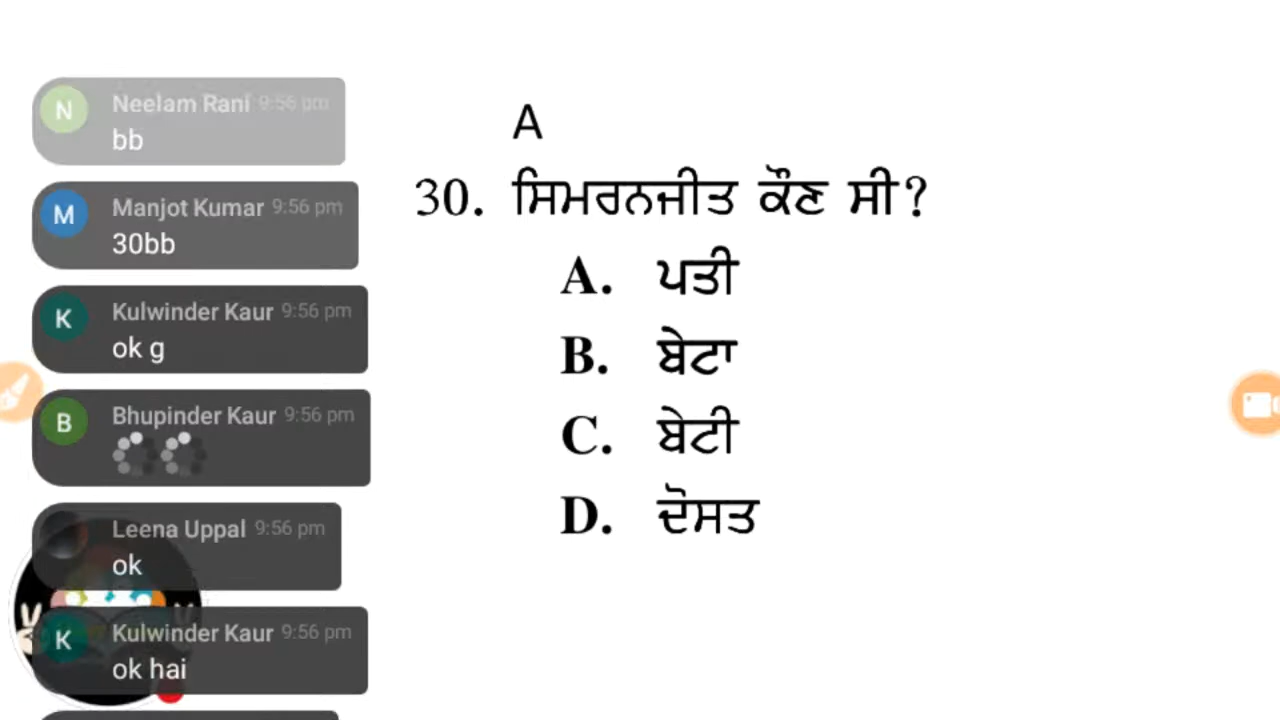 N Neelam Rani 9:56 pm
bb
M Manjot Kumar 9:56 pm
30bb
K Kulwinder Kaur 9:56 pm
ok g
B Bhupinder Kaur 9:56 pm
Leena Uppal 9:56 pm
ok
K Kulwinder Kaur 9:56 pm
ok hai
A
30. ਸਿਮਰਨਜੀਤ ਕੌਣ ਸੀ?
A. ਪਤੀ
B. ਬੇਟਾ
C. ਬੇਟੀ
D. ਦੋਸਤ